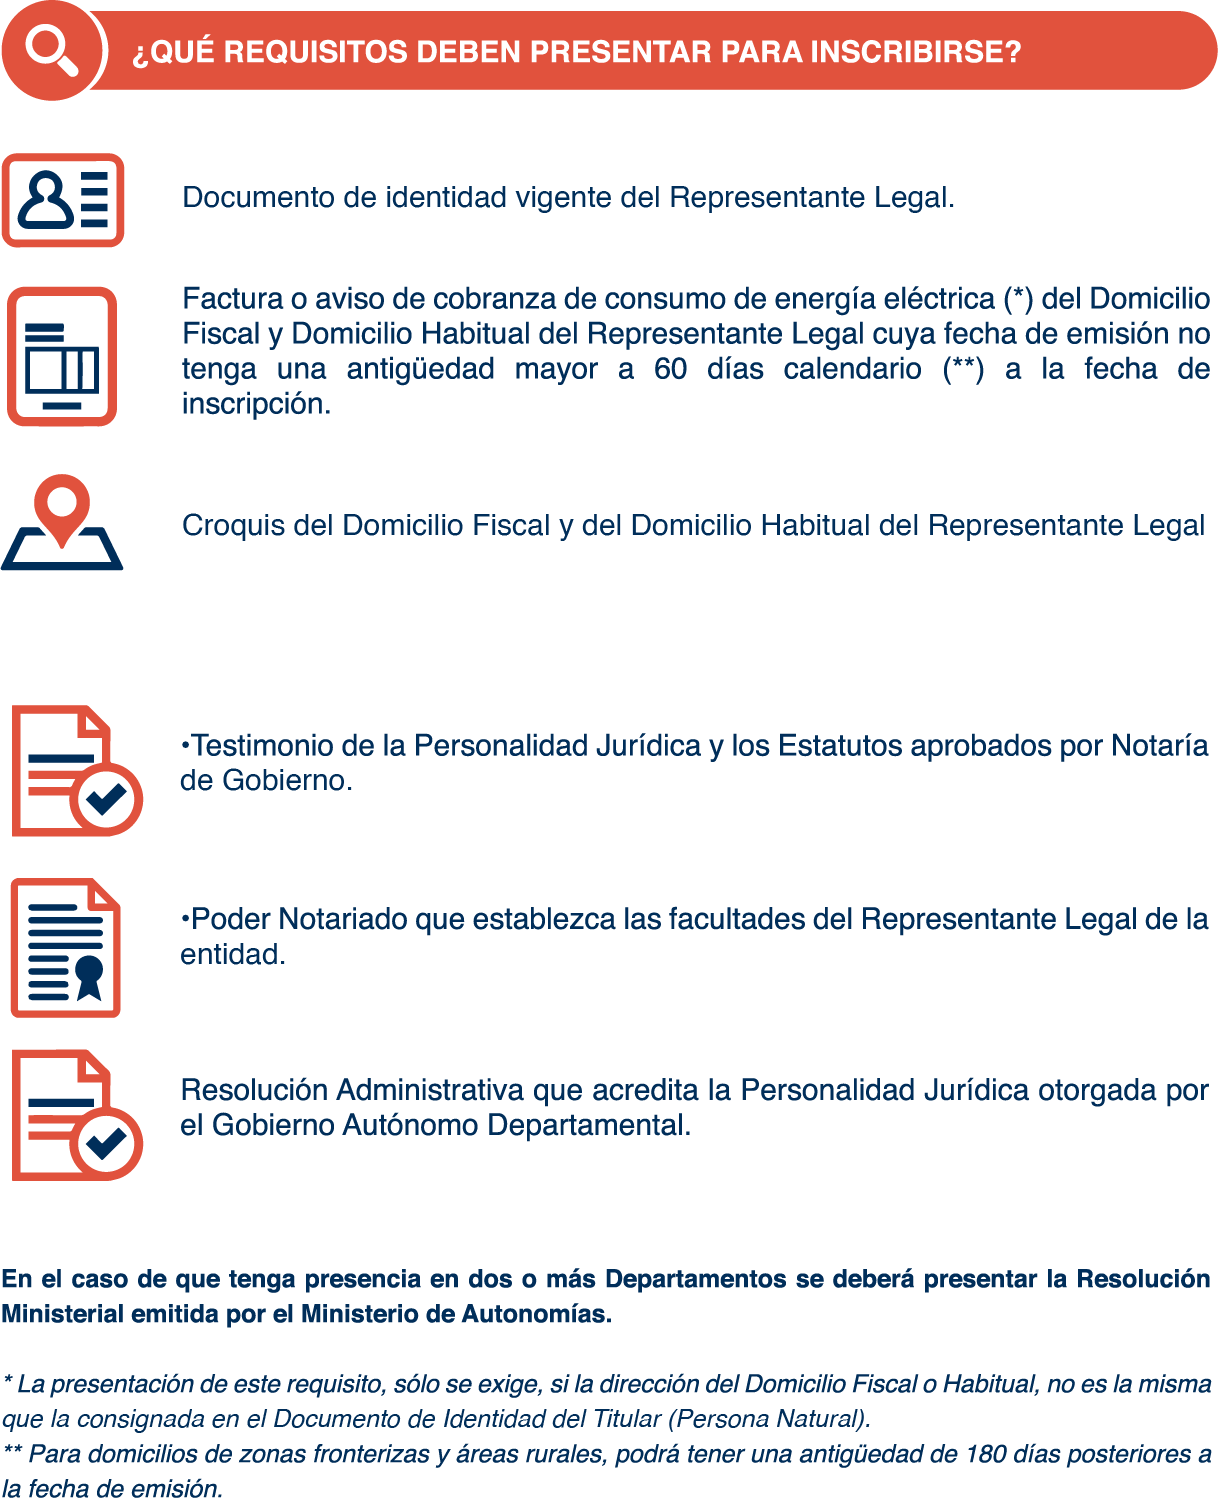 ¿QUÉ REQUISITOS DEBEN PRESENTAR PARA INSCRIBIRSE?
Documento de identidad vigente del Representante Legal.
Factura o aviso de cobranza de consumo de energía eléctrica (*) del Domicilio
Fiscal y Domicilio Habitual del Representante Legal cuya fecha de emisión no
tenga una antigüedad mayor a 60 días calendario (**) a la fecha de
inscripción.
Croquis del Domicilio Fiscal y del Domicilio Habitual del Representante Legal
•Testimonio de la Personalidad Jurídica y los Estatutos aprobados por Notaría
de Gobierno.
•Poder Notariado que establezca las facultades del Representante Legal de la
entidad.
Resolución Administrativa que acredita la Personalidad Jurídica otorgada por
el Gobierno Autónomo Departamental.
En el caso de que tenga presencia en dos o más Departamentos se deberá presentar la Resolución
Ministerial emitida por el Ministerio de Autonomías.
* La presentación de este requisito, sólo se exige, si la dirección del Domicilio Fiscal o Habitual, no es la misma
que la consignada en el Documento de Identidad del Titular (Persona Natural).
** Para domicilios de zonas fronterizas y áreas rurales, podrá tener una antigüedad de 180 días posteriores a
la fecha de emisión.